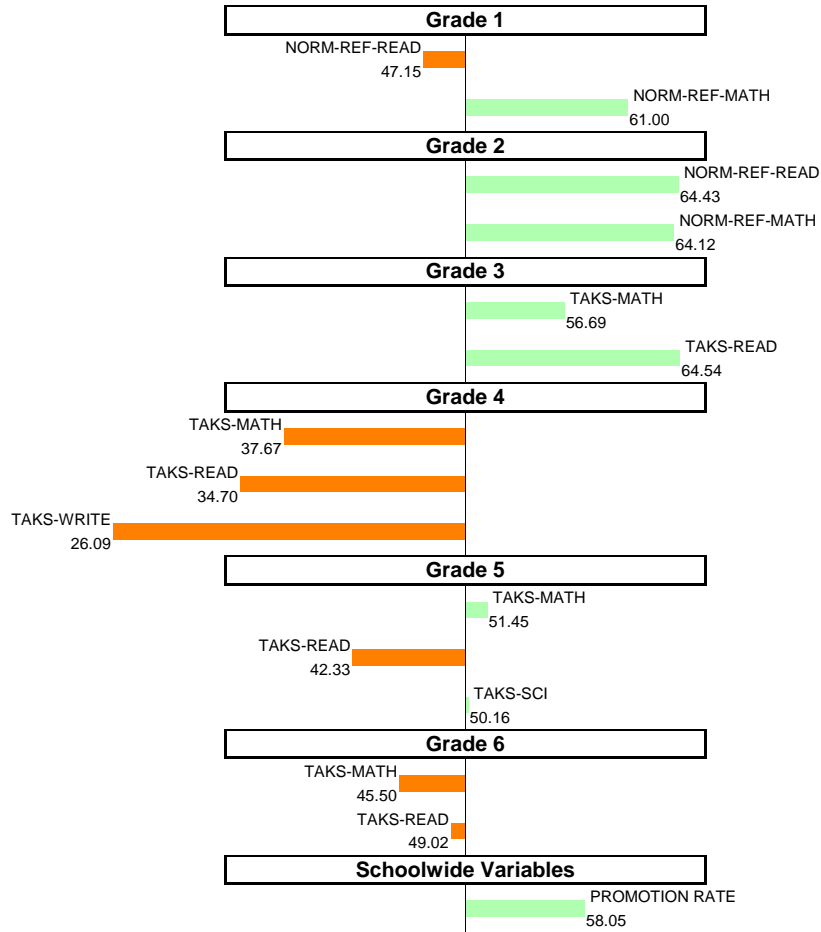 Grade 1
NORM-REF-READ
47.15
NORM-REF-MATH
61.00
Grade 2
NORM-REF-READ
64.43
NORM-REF-MATH
64.12
Grade 3
TAKS-MATH
56.69
TAKS-READ
64.54
Grade 4
TAKS-MATH
37.67
TAKS-READ
34.70
TAKS-WRITE
26.09
Grade 5
TAKS-MATH
51.45
TAKS-READ
42.33
TAKS-SCI
50.16
Grade 6
TAKS-MATH
45.50
TAKS-READ
49.02
Schoolwide Variables
PROMOTION RATE
58.05